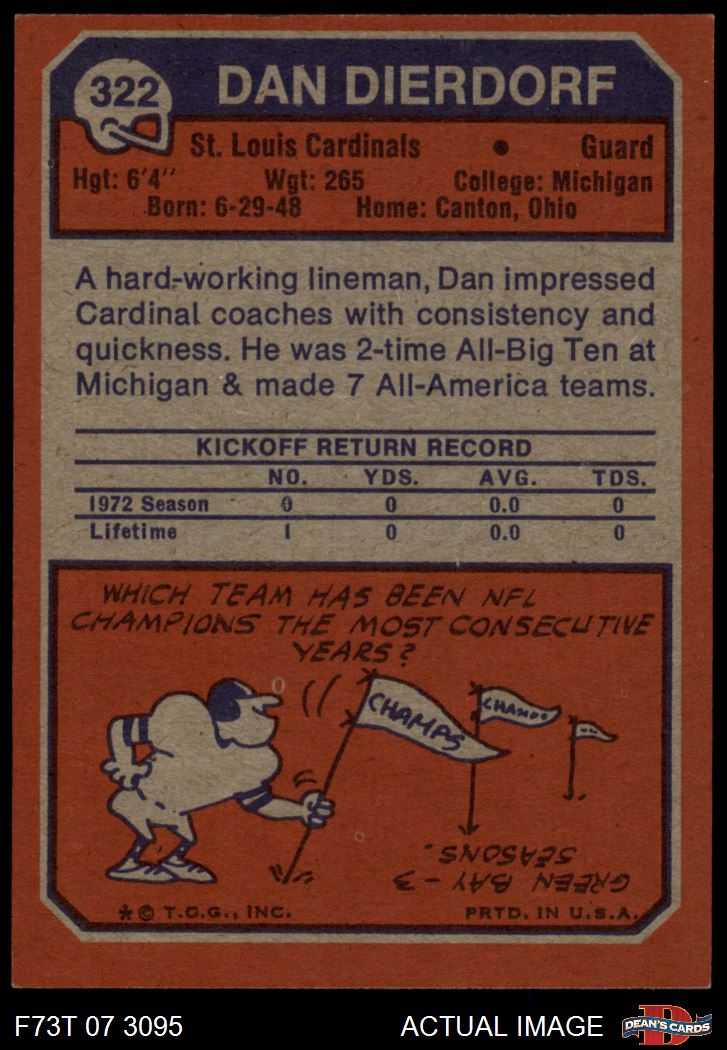 322
DAN DIERDORF
St. Louis Cardinals • Guard
Hgt: 6'4" Wgt: 265 College: Michigan
Born: 6-29-48 Home: Canton, Ohio
A hard-working lineman, Dan impressed
Cardinal coaches with consistency and
quickness. He was 2-time All-Big Ten at
Michigan & made 7 All-America teams.
KICKOFF RETURN RECORD
NO. YDS. AVG. TDS.
1972 Season 0 0 0.0 0
Lifetime 1 0 0.0 0
WHICH TEAM HAS BEEN NFL
CHAMPIONS THE MOST CONSECUTIVE
YEARS?
CHAMPS
CHAMPS
GREEN BAY - 3
SEASONS.
* © T.C.G., INC. PRTD. IN U.S.A.
F73T 07 3095 ACTUAL IMAGE
D
DEAN'S CARDS